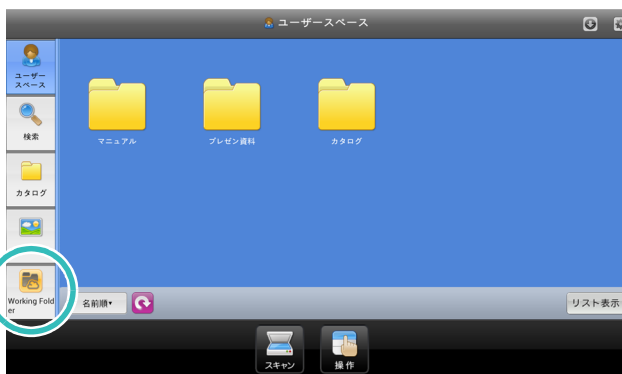 ユーザースペース
ユーザー
スペース
検索
カタログ
Working Fold
er
マニュアル
プレゼン資料
カタログ
名前順
リスト表示
スキャン
操作